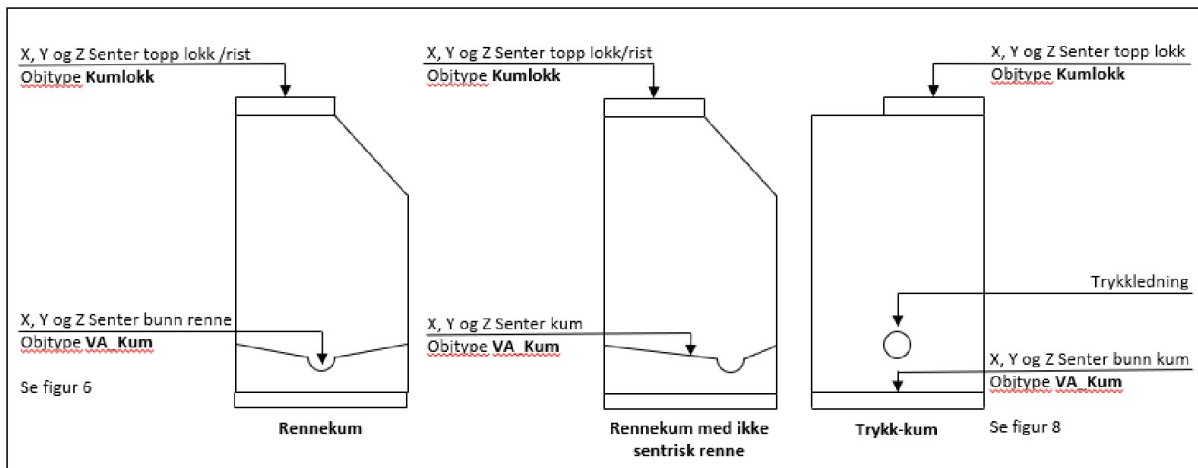 X, Y og Z Senter topp lokk /rist
Objtype Kumlokk
X, Y og Z Senter bunn renne
Objtype VA_Kum
Se figur 6
Rennekum
X, Y og Z Senter topp lokk/rist
Objtype Kumlokk
X, Y og Z Senter kum
Objtype VA_Kum
Rennekum med ikke
sentrisk renne
X, Y og Z Senter topp lokk
Objtype Kumlokk
Trykkledning
X, Y og Z Senter bunn kum
Objtype VA_Kum
Trykk-kum
Se figur 8